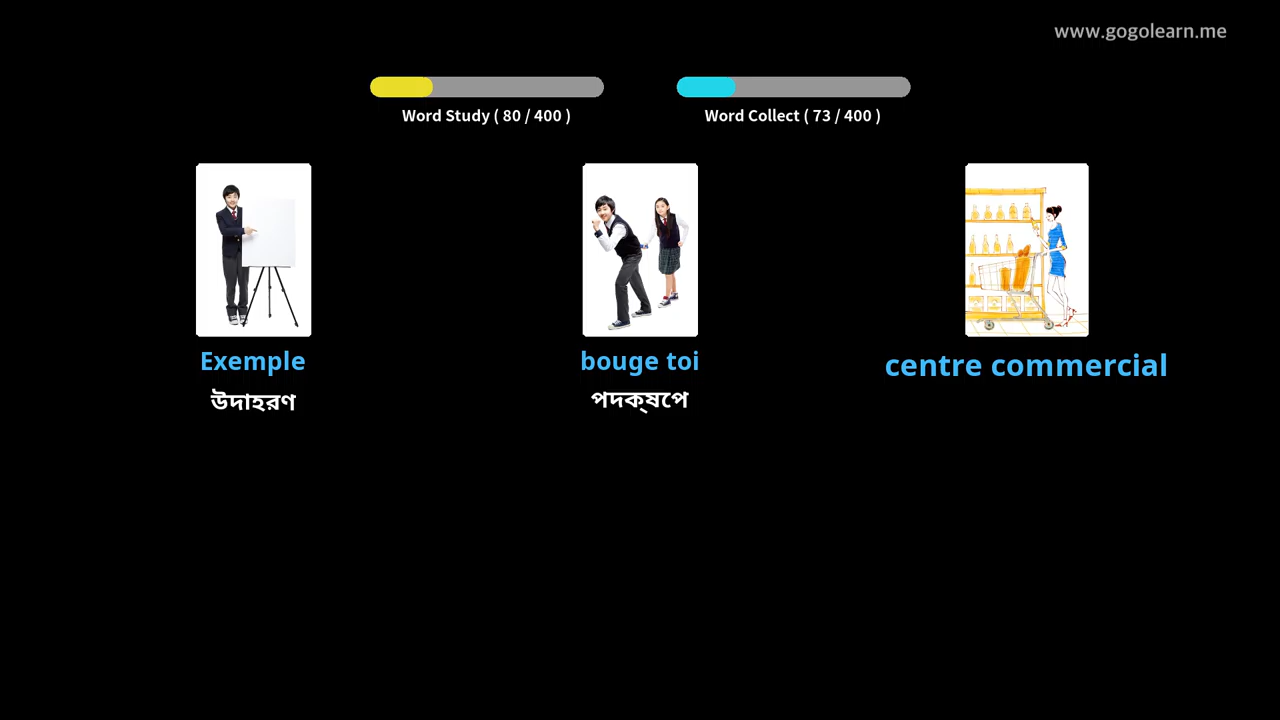 www.gogolearn.me
Word Study ( 80 / 400 )
Word Collect ( 73 / 400 )
Exemple
bouge toi
centre commercial
উদাহরণ
পদক্ষপে